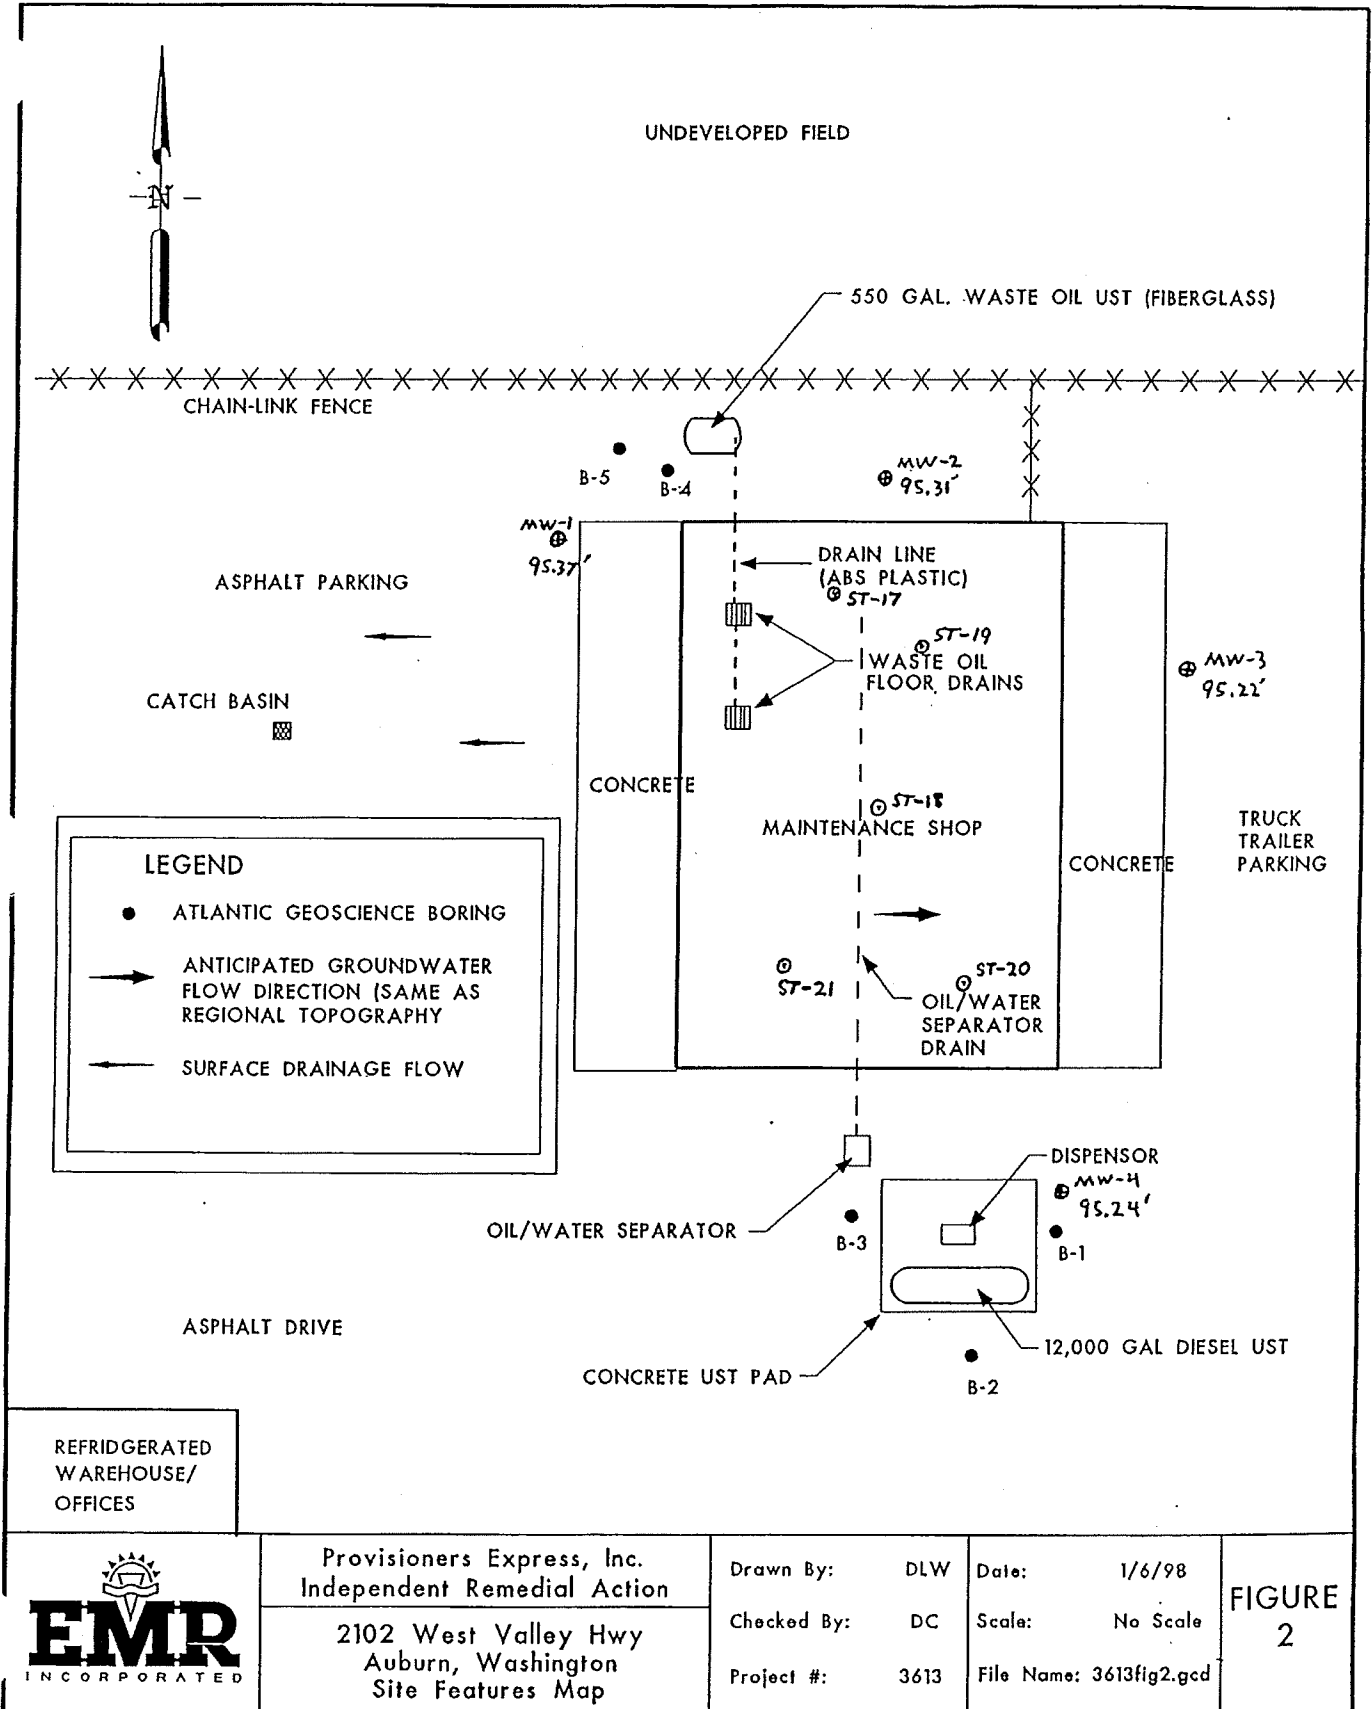 UNDEVELOPED FIELD
N
550 GAL. WASTE OIL UST (FIBERGLASS)
CHAIN-LINK FENCE
B-5
B-4
MW-2
95.31'
MW-1
95.37'
ASPHALT PARKING
DRAIN LINE
(ABS PLASTIC)
ST-17
ST-19
WASTE OIL
FLOOR DRAINS
MW-3
95.22'
CATCH BASIN
CONCRETE
ST-18
MAINTENANCE SHOP
CONCRETE
TRUCK
TRAILER
PARKING
LEGEND
ATLANTIC GEOSCIENCE BORING
ANTICIPATED GROUNDWATER
FLOW DIRECTION (SAME AS
REGIONAL TOPOGRAPHY
SURFACE DRAINAGE FLOW
ST-21
ST-20
OIL/WATER
SEPARATOR
DRAIN
DISPENSOR
MW-4
95.24'
OIL/WATER SEPARATOR
B-3
B-1
ASPHALT DRIVE
12,000 GAL DIESEL UST
CONCRETE UST PAD
B-2
REFRIDGERATED
WAREHOUSE/
OFFICES
EMR
INCORPORATED
Provisioners Express, Inc.
Independent Remedial Action
2102 West Valley Hwy
Auburn, Washington
Site Features Map
Drawn By: DLW
Checked By: DC
Project #: 3613
Date: 1/6/98
Scale: No Scale
File Name: 3613fig2.gcd
FIGURE
2